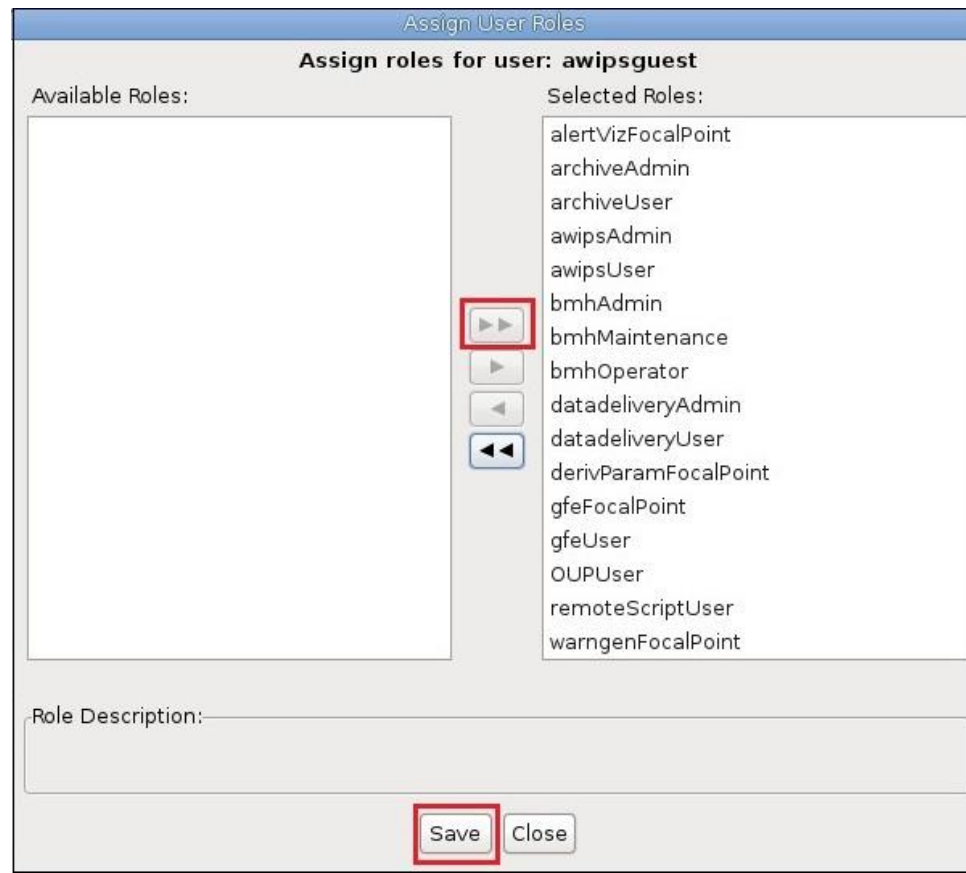 Assign User Roles
Assign roles for user: awipsguest
Available Roles:
Selected Roles:
alertVizFocalPoint
archiveAdmin
archiveUser
awipsAdmin
awipsUser
bmhAdmin
bmhMaintenance
bmhOperator
datadeliveryAdmin
datadeliveryUser
derivParamFocalPoint
gfeFocalPoint
gfeUser
OUPUser
remoteScriptUser
warngenFocalPoint
Role Description:
Save Close